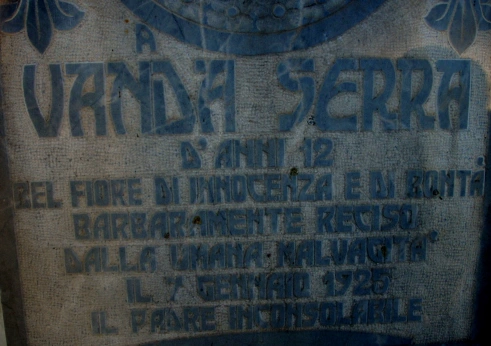 A
VANDA SERRA
D'ANNI 12
BEL FIORE DI INNOCENZA E DI BONTÀ
BARBARAMENTE RECISO
DALLA UMANA MALVAGITÀ
IL 7 GENNAIO 1925
IL PADRE INCONSOLABILE